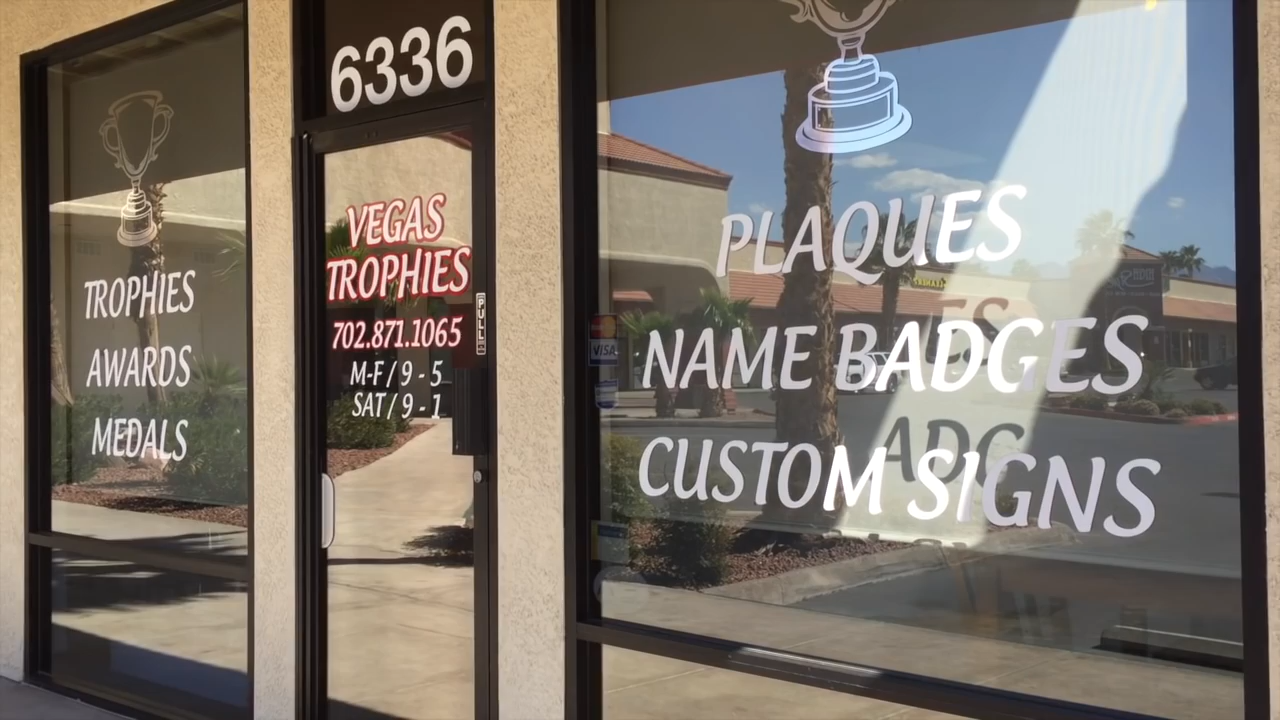 6336
TROPHIES
AWARDS
MEDALS
VEGAS
TROPHIES
702.871.1065
M-F / 9 - 5
SAT / 9 - 1
PULL
VISA
PLAQUES
NAME BADGES
CUSTOM SIGNS